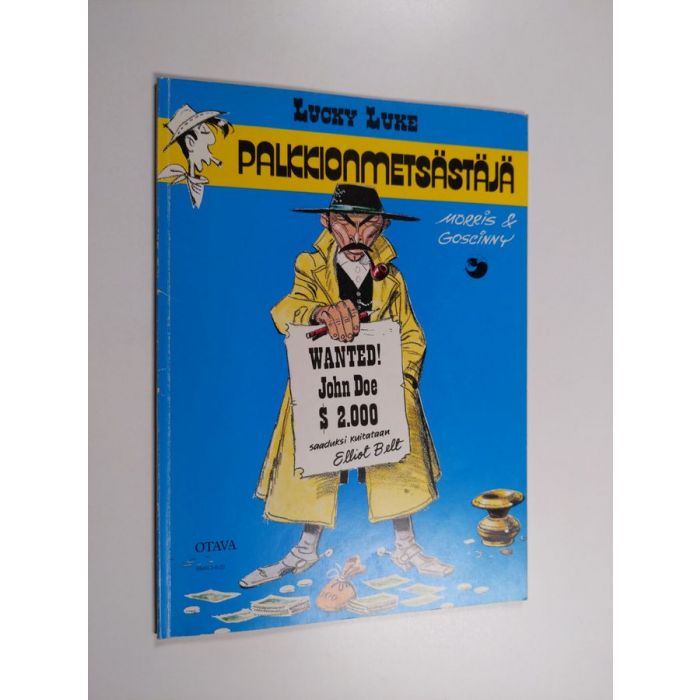 LUCKY LUKE
PALKKIONMETSÄSTÄJÄ
MORRIS &
GOSCINNY
WANTED!
John Doe
$ 2.000
saaduksi kuitataan
Elliot Belt
OTAVA